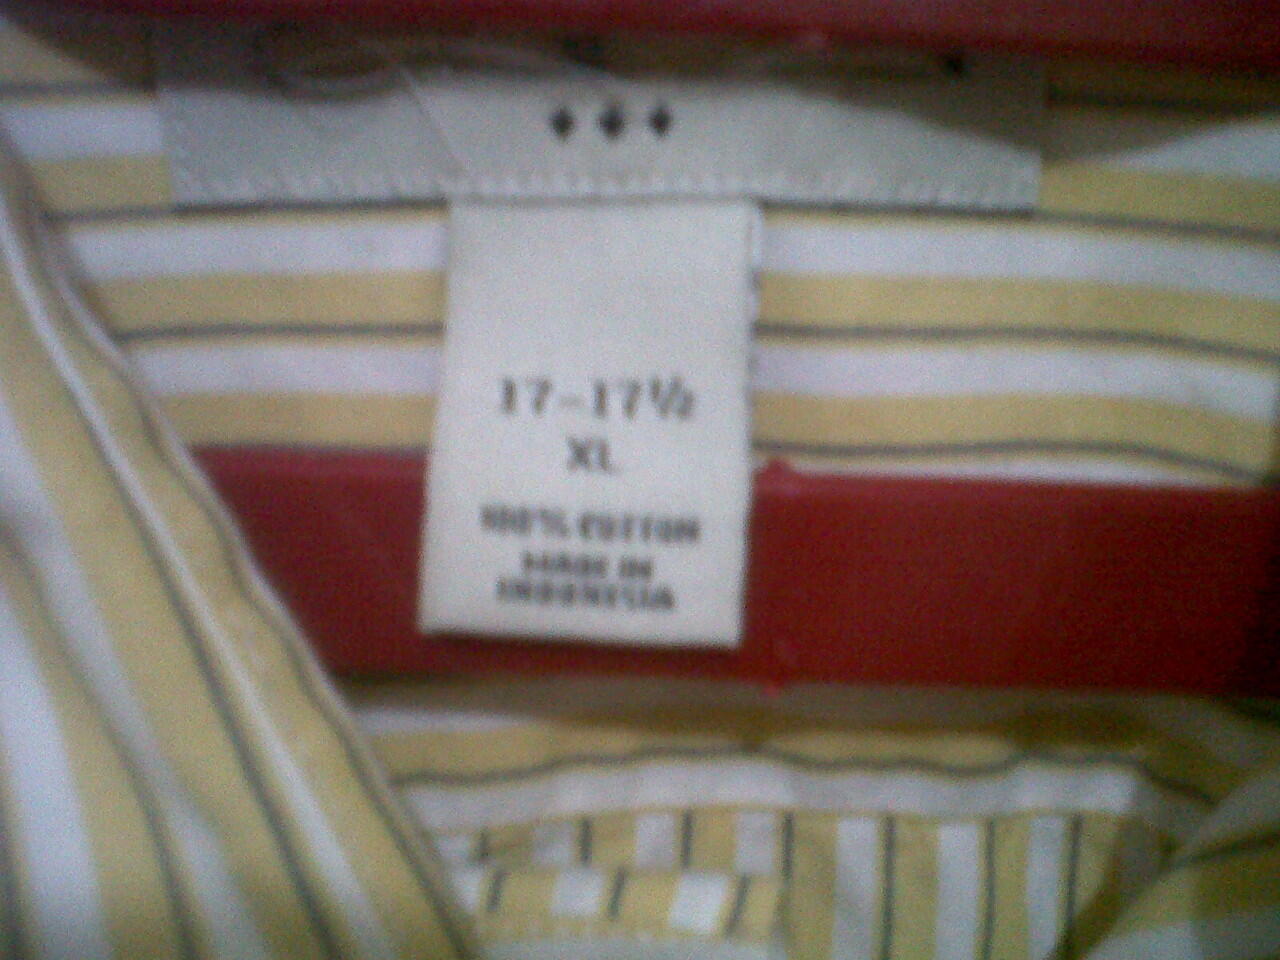 17-17½
XL
100% COTTON
MADE IN
INDONESIA